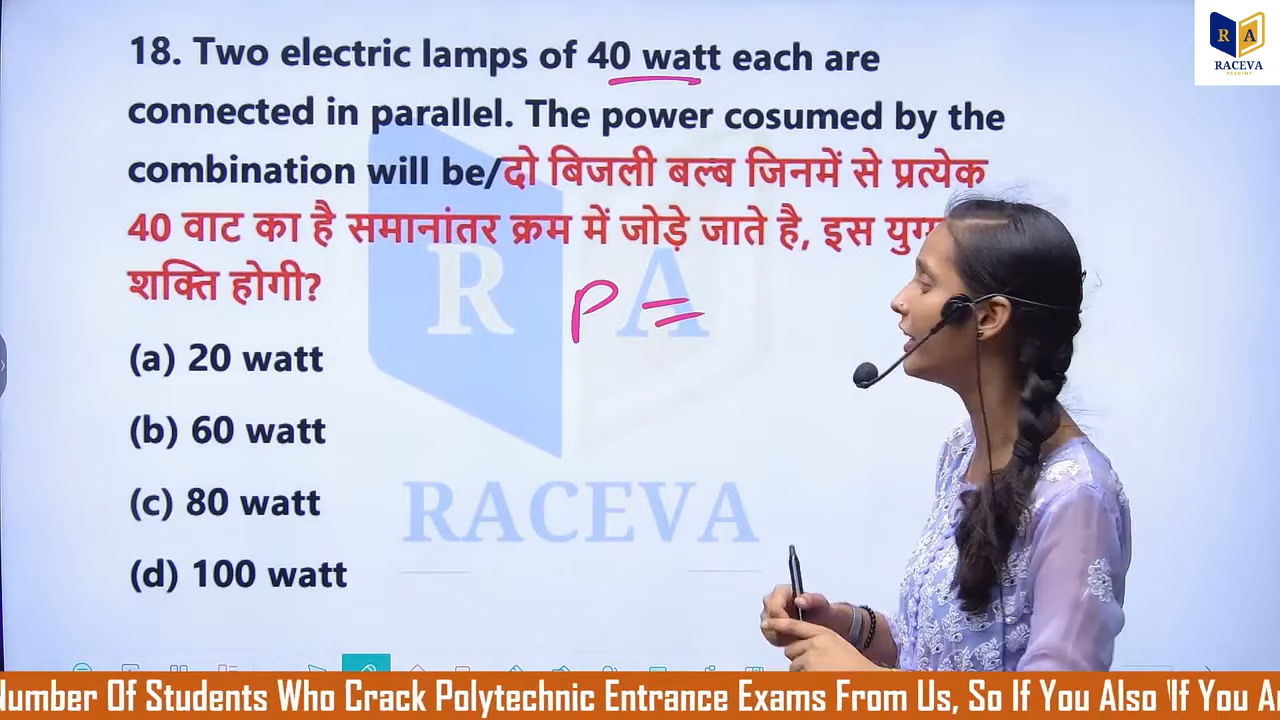 18. Two electric lamps of 40 watt each are
connected in parallel. The power cosumed by the
combination will be/दो बिजली बल्ब जिनमें से प्रत्येक
40 वाट का है समानांतर क्रम में जोड़े जाते है, इस
शक्ति होगी?
P =
(a) 20 watt
(b) 60 watt
(c) 80 watt
(d) 100 watt
R A
RACEVA
R A
RACEVA
ACADEMY
Number Of Students Who Crack Polytechnic Entrance Exams From Us, So If You Also 'If You